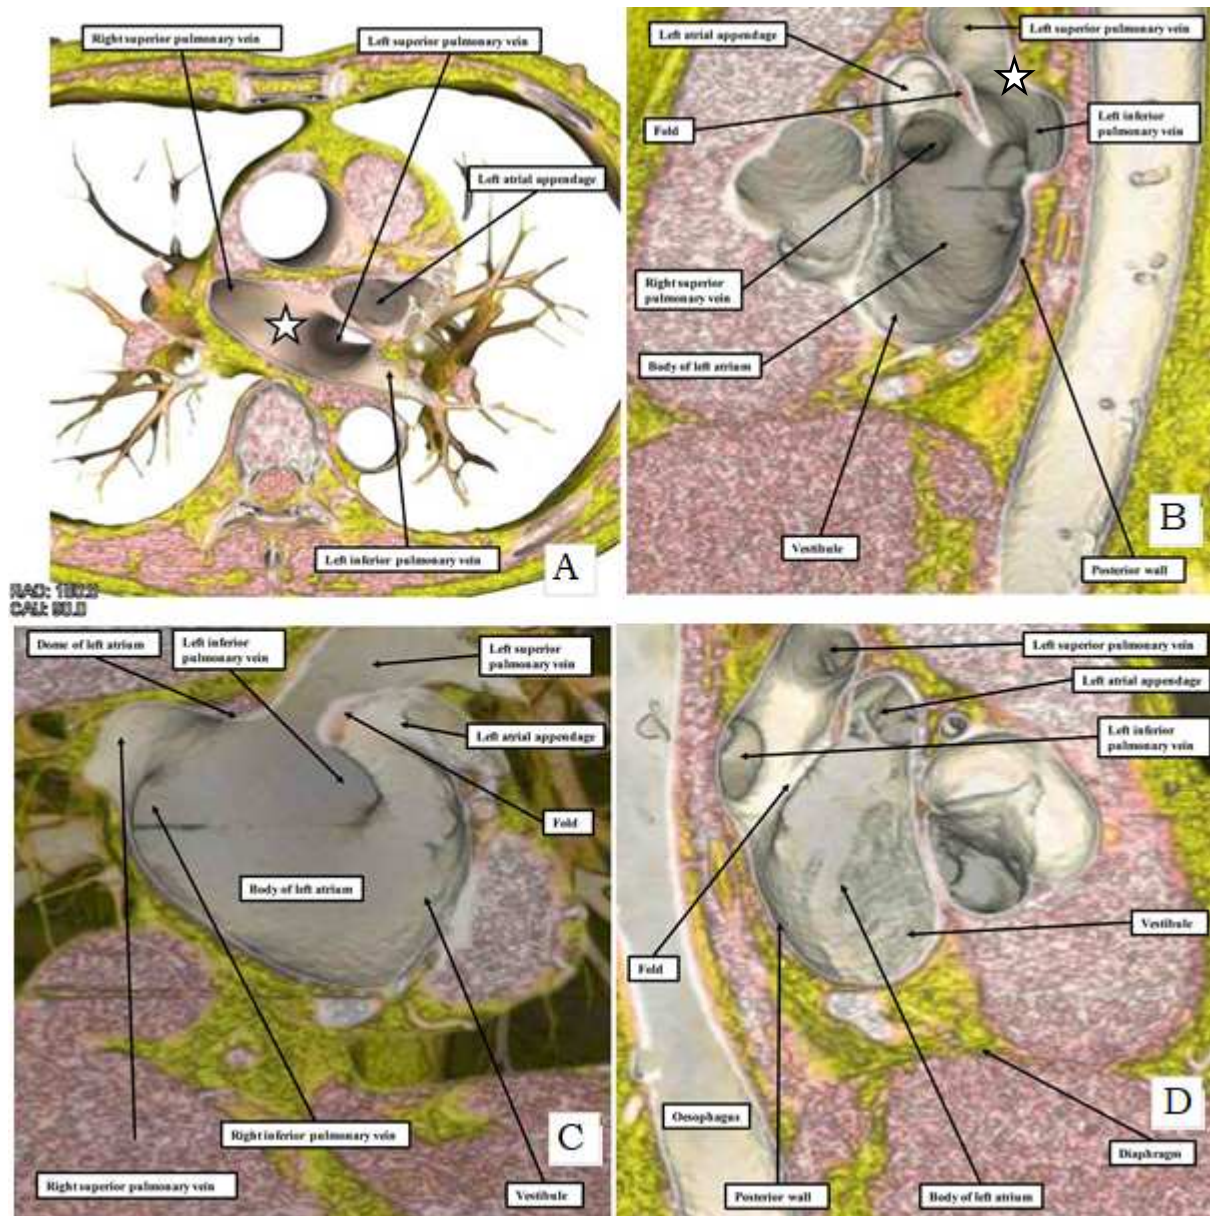 Right superior pulmonary vein
Left superior pulmonary vein
Left atrial appendage
Left inferior pulmonary vein
A
Left atrial appendage
Left superior pulmonary vein
Fold
Left inferior
pulmonary vein
Right superior
pulmonary vein
Body of left atrium
Vestibule
Posterior wall
B
Dome of left atrium
Left inferior
pulmonary vein
Left superior
pulmonary vein
Left atrial appendage
Fold
Body of left atrium
Right inferior pulmonary vein
Right superior pulmonary vein
Vestibule
C
Left superior pulmonary vein
Left atrial appendage
Left inferior
pulmonary vein
Vestibule
Fold
Oesophagus
Diaphragm
Posterior wall
Body of left atrium
D